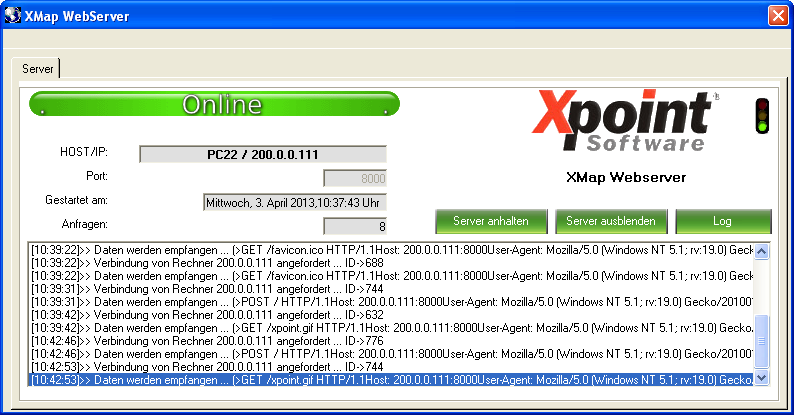 XMap WebServer
Server
Online
Xpoint
Software
HOST/IP: PC22 / 200.0.0.111
XMap Webserver
Port: 8000
Gestartet am: Mittwoch, 3. April 2013,10:37:43 Uhr
Anfragen: 8
Server anhalten Server ausblenden Log
[10:39:22]>> Daten werden empfangen ... (>GET /favicon.ico HTTP/1.1Host: 200.0.0.111:8000User-Agent: Mozilla/5.0 (Windows NT 5.1; rv:19.0) Geck
[10:39:22]>> Verbindung von Rechner 200.0.0.111 angefordert ... ID->688
[10:39:22]>> Daten werden empfangen ... (>GET /favicon.ico HTTP/1.1Host: 200.0.0.111:8000User-Agent: Mozilla/5.0 (Windows NT 5.1; rv:19.0) Geck
[10:39:31]>> Verbindung von Rechner 200.0.0.111 angefordert ... ID->744
[10:39:31]>> Daten werden empfangen ... (>POST / HTTP/1.1Host: 200.0.0.111:8000User-Agent: Mozilla/5.0 (Windows NT 5.1; rv:19.0) Gecko/201001
[10:39:42]>> Verbindung von Rechner 200.0.0.111 angefordert ... ID->632
[10:39:42]>> Daten werden empfangen ... (>GET /xpoint.gif HTTP/1.1Host: 200.0.0.111:8000User-Agent: Mozilla/5.0 (Windows NT 5.1; rv:19.0) Gecko/
[10:42:46]>> Verbindung von Rechner 200.0.0.111 angefordert ... ID->776
[10:42:46]>> Daten werden empfangen ... (>POST / HTTP/1.1Host: 200.0.0.111:8000User-Agent: Mozilla/5.0 (Windows NT 5.1; rv:19.0) Gecko/201001
[10:42:53]>> Verbindung von Rechner 200.0.0.111 angefordert ... ID->744
[10:42:53]>> Daten werden empfangen ... (>GET /xpoint.gif HTTP/1.1Host: 200.0.0.111:8000User-Agent: Mozilla/5.0 (Windows NT 5.1; rv:19.0) Gecko/